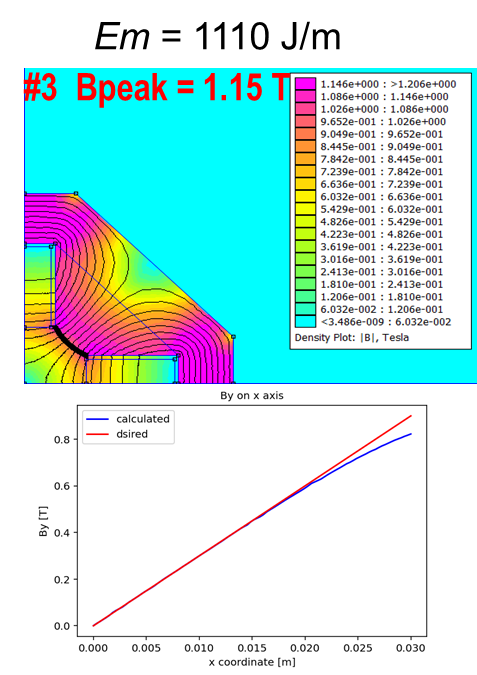 Em = 1110 J/m
#3 Bpeak = 1.15 T
1.146e+000 : >1.206e+000
1.086e+000 : 1.146e+000
1.026e+000 : 1.086e+000
9.652e-001 : 1.026e+000
9.049e-001 : 9.652e-001
8.445e-001 : 9.049e-001
7.842e-001 : 8.445e-001
7.239e-001 : 7.842e-001
6.636e-001 : 7.239e-001
6.032e-001 : 6.636e-001
5.429e-001 : 6.032e-001
4.826e-001 : 5.429e-001
4.223e-001 : 4.826e-001
3.619e-001 : 4.223e-001
3.016e-001 : 3.619e-001
2.413e-001 : 3.016e-001
1.810e-001 : 2.413e-001
1.206e-001 : 1.810e-001
6.032e-002 : 1.206e-001
<3.486e-009 : 6.032e-002
Density Plot: |B|, Tesla
By on x axis
calculated
dsired
By [T]
0.8
0.6
0.4
0.2
0.0
0.000 0.005 0.010 0.015 0.020 0.025 0.030
x coordinate [m]